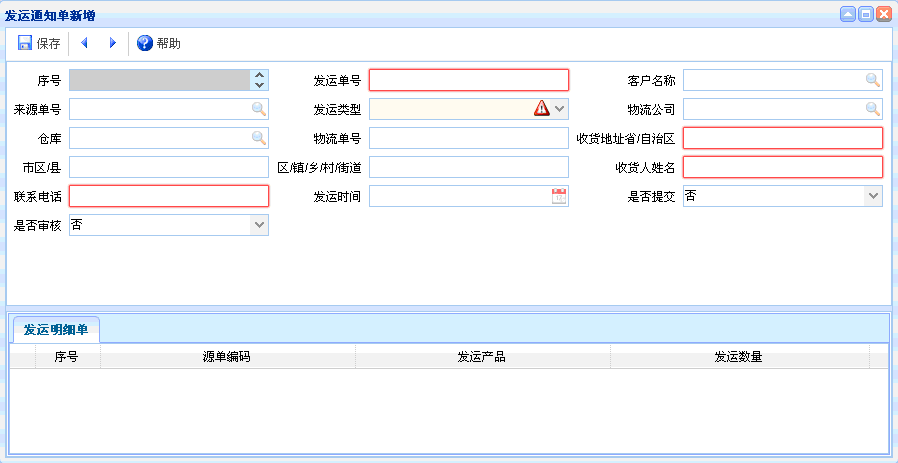 发运通知单新增
保存 帮助
序号 发运单号 客户名称
来源单号 发运类型 物流公司
仓库 物流单号 收货地址省/自治区
市区/县 区/镇/乡/村/街道 收货人姓名
联系电话 发运时间 是否提交 否
是否审核 否
发运明细单
序号 源单编码 发运产品 发运数量